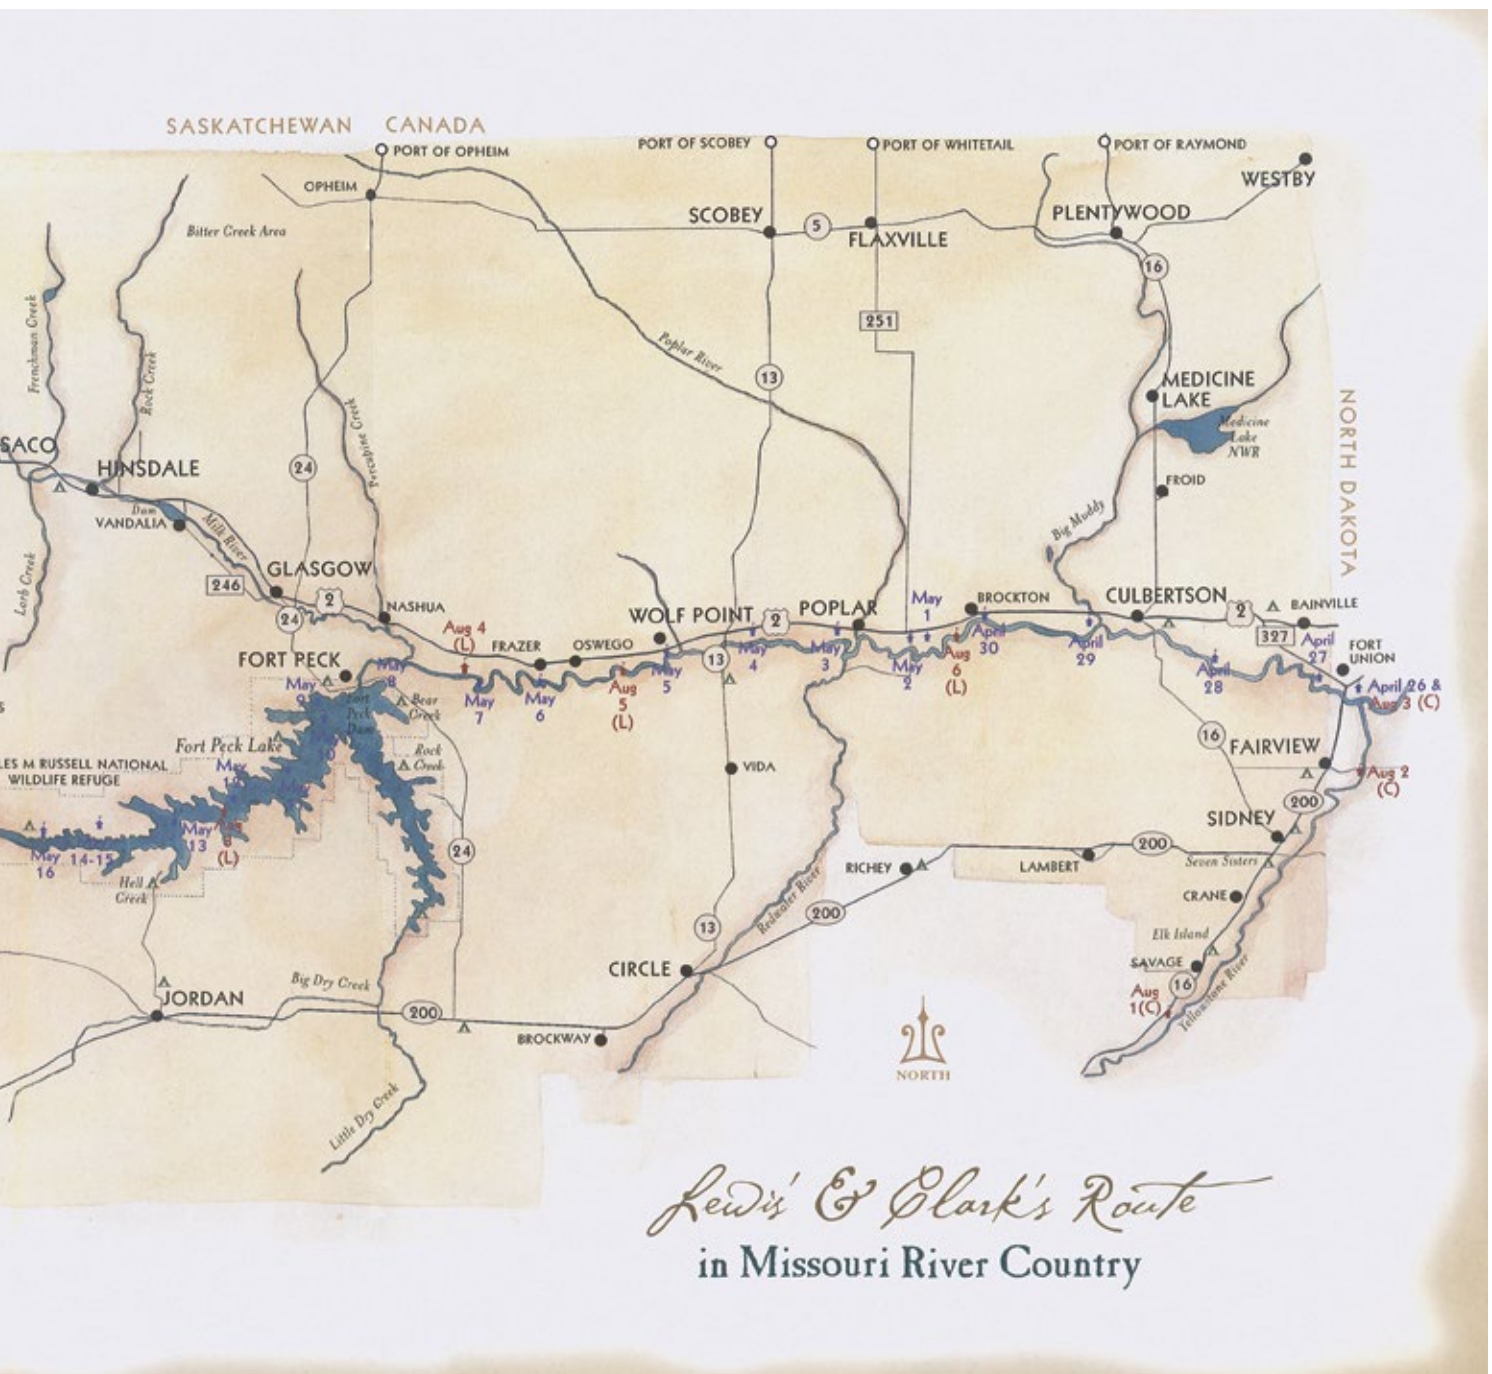 SASKATCHEWAN CANADA
PORT OF OPHEIM
PORT OF SCOBEY
PORT OF WHITETAIL
PORT OF RAYMOND
WESTBY
OPHEIM
SCOBEY
5
FLAXVILLE
PLENTYWOOD
Bitter Creek Area
16
Frenchman Creek
Rock Creek
251
Poplar River
13
MEDICINE
LAKE
Medicine
Lake
NWR
NORTH DAKOTA
Porcupine Creek
SACO
HINSDALE
24
FROID
Dam
VANDALIA
Milk River
Big Muddy
Larb Creek
246
GLASGOW
2
24
NASHUA
Aug 4
(L)
FRAZER
OSWEGO
WOLF POINT
2
POPLAR
May
1
BROCKTON
CULBERTSON
2
BAINVILLE
327
FORT
UNION
FORT PECK
May
9
May
8
May
7
May
6
Aug
5
(L)
May
5
13
May
4
May
3
May
2
Aug
6
(L)
April
30
April
29
April
28
April
27
April 26 &
Aug 3 (C)
Fort
Peck
Dam
Bear
Creek
Fort Peck Lake
Rock
Creek
LES M RUSSELL NATIONAL
WILDLIFE REFUGE
May
12
10
May
VIDA
16
FAIRVIEW
Aug 2
(C)
200
SIDNEY
May
16
14-15
May
13
8
(L)
24
Hell
Creek
RICHEY
LAMBERT
200
Seven Sisters
CRANE
Redwater River
200
13
Elk Island
SAVAGE
CIRCLE
Big Dry Creek
JORDAN
200
BROCKWAY
Aug
1(C)
16
Yellowstone River
NORTH
Little Dry Creek
Lewis & Clark's Route
in Missouri River Country